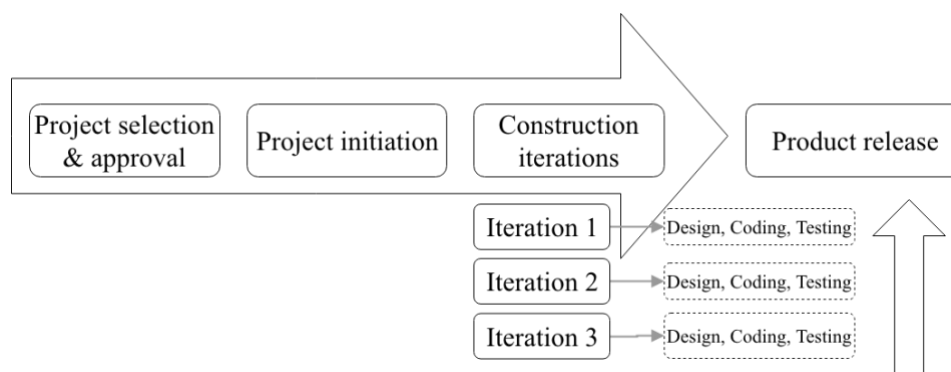 Project selection
& approval
Project initiation
Construction
iterations
Product release
Iteration 1
Design, Coding, Testing
Iteration 2
Design, Coding, Testing
Iteration 3
Design, Coding, Testing